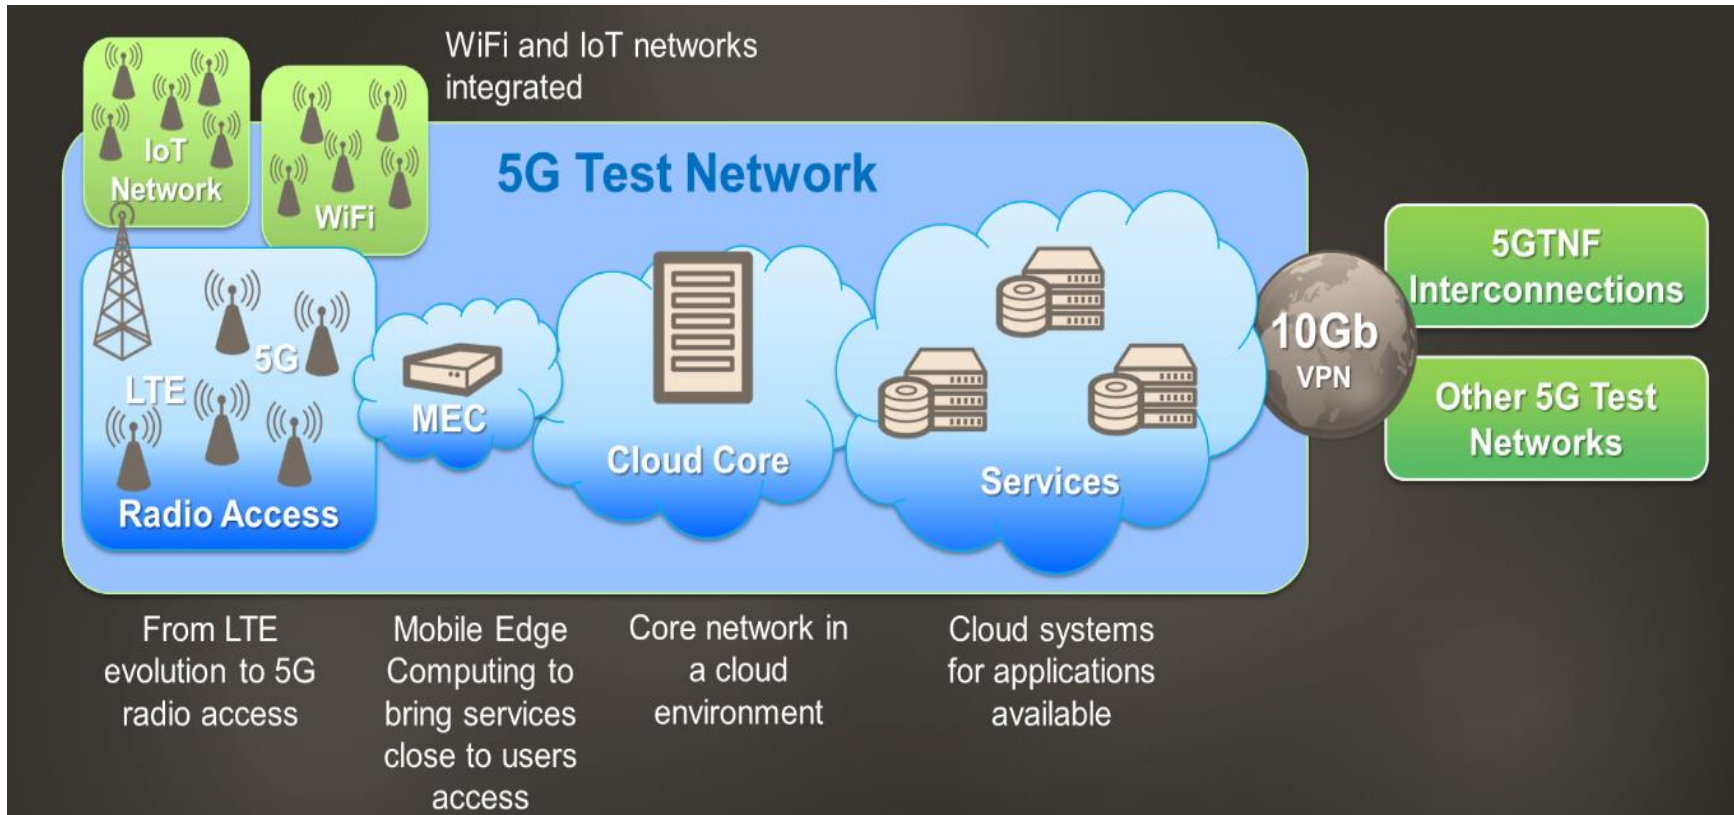 WiFi and IoT networks
integrated
IoT
Network
WiFi
5G Test Network
5G
LTE
Radio Access
MEC
Cloud Core
Services
10Gb
VPN
5GTNF
Interconnections
Other 5G Test
Networks
From LTE
evolution to 5G
radio access
Mobile Edge
Computing to
bring services
close to users
access
Core network in
a cloud
environment
Cloud systems
for applications
available